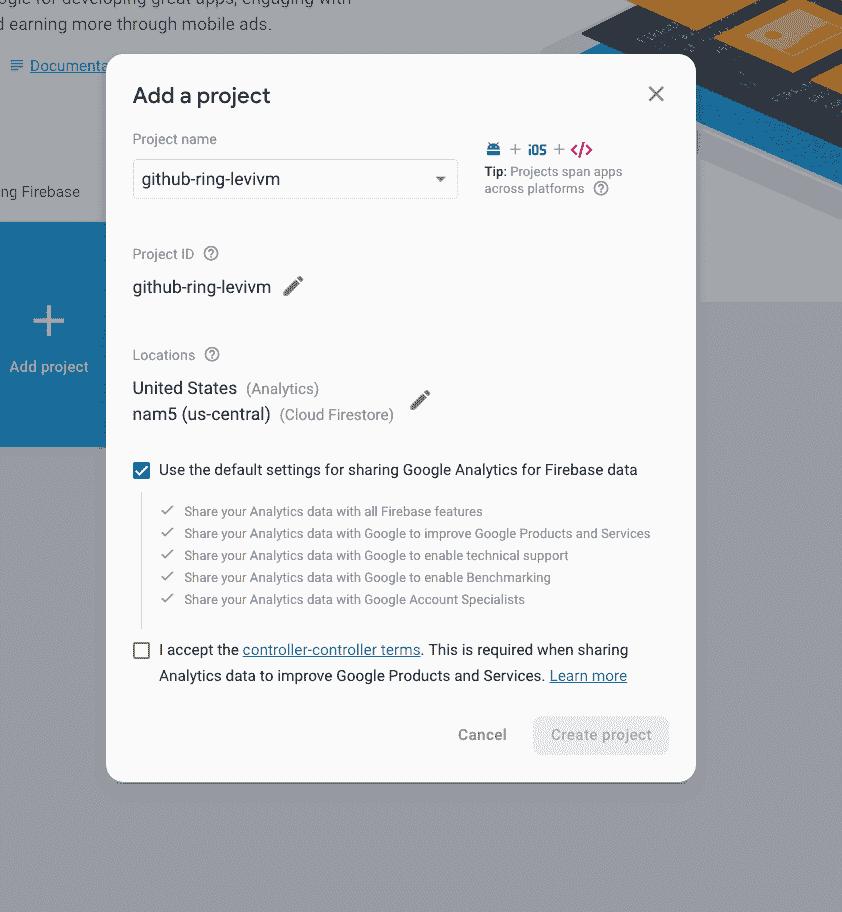 ogle for developing great apps, engaging with
d earning more through mobile ads.
Documenta
Add a project
Project name
github-ring-levivm
+ iOS + </>
Tip: Projects span apps
across platforms
ng Firebase
Project ID
github-ring-levivm
Add project
Locations
United States (Analytics)
nam5 (us-central) (Cloud Firestore)
Use the default settings for sharing Google Analytics for Firebase data
Share your Analytics data with all Firebase features
Share your Analytics data with Google to improve Google Products and Services
Share your Analytics data with Google to enable technical support
Share your Analytics data with Google to enable Benchmarking
Share your Analytics data with Google Account Specialists
I accept the controller-controller terms. This is required when sharing
Analytics data to improve Google Products and Services. Learn more
Cancel
Create project